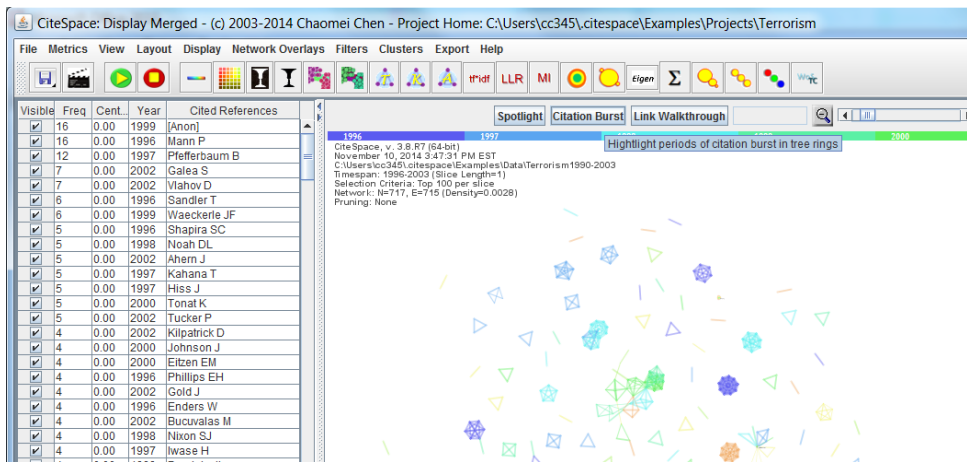 CiteSpace: Display Merged - (c) 2003-2014 Chaomei Chen - Project Home: C:\Users\cc345\.citespace\Examples\Projects\Terrorism
File Metrics View Layout Display Network Overlays Filters Clusters Export Help
T K A tf*idf LLR MI Eigen Σ
Visible Freq Cent... Year Cited References
16 0.00 1999 [Anon]
16 0.00 1996 Mann P
12 0.00 1997 Pfefferbaum B
7 0.00 2002 Galea S
7 0.00 2002 Vlahov D
6 0.00 1996 Sandler T
6 0.00 1999 Waeckerle JF
5 0.00 1996 Shapira SC
5 0.00 1998 Noah DL
5 0.00 2002 Ahern J
5 0.00 1997 Kahana T
5 0.00 1997 Hiss J
5 0.00 2000 Tonat K
5 0.00 2002 Tucker P
4 0.00 2002 Kilpatrick D
4 0.00 2000 Johnson J
4 0.00 2000 Eitzen EM
4 0.00 1996 Phillips EH
4 0.00 2002 Gold J
4 0.00 1996 Enders W
4 0.00 2002 Bucuvalas M
4 0.00 1998 Nixon SJ
4 0.00 1997 Iwase H
Spotlight Citation Burst Link Walkthrough
1996 1997 2000
Hightlight periods of citation burst in tree rings
CiteSpace, v. 3.8.R7 (64-bit)
November 10, 2014 3:47:31 PM EST
C:\Users\cc345\.citespace\Examples\Data\Terrorism1990-2003
Timespan: 1996-2003 (Slice Length=1)
Selection Criteria: Top 100 per slice
Network: N=717, E=715 (Density=0.0028)
Pruning: None